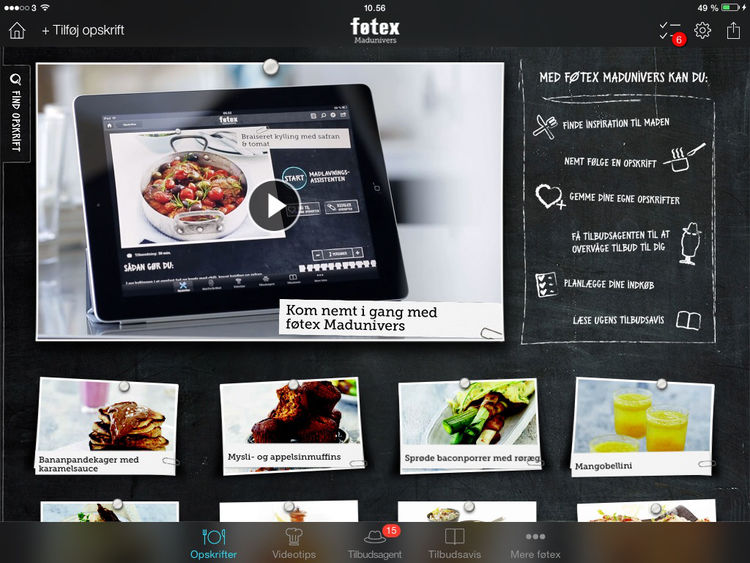 10.56
49 %
+ Tilføj opskrift
føtex
Madunivers
6
FIND OPSKRIFT
føtex
Braiseret kylling med safran
& tomat
START
MADLAVNINGS-
ASSISTENTEN
SÅDAN GØR DU:
Kom nemt i gang med
føtex Madunivers
MED FØTEX MADUNIVERS KAN DU:
FINDE INSPIRATION TIL MADEN
NEMT FØLGE EN OPSKRIFT
GEMME DINE EGNE OPSKRIFTER
FÅ TILBUDSAGENTEN TIL AT
OVERVÅGE TILBUD TIL DIG
PLANLÆGGE DINE INDKØB
LÆSE UGENS TILBUDSAVIS
Bananpandekager med
karamelsauce
Mysli- og appelsinmuffins
Sprøde baconporrer med røræg
Mangobellini
Opskrifter
Videotips
15
Tilbudsagent
Tilbudsavis
Mere føtex